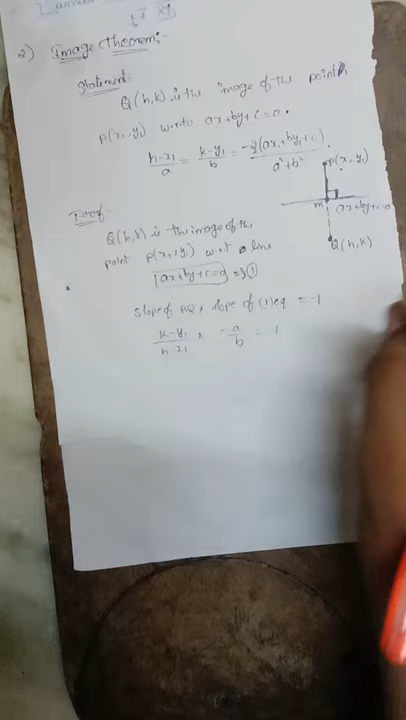 2) Image Theorem:-
Statement:
Q(h,k) is the image of the point
P(x₁,y₁) w.r.to ax+by+c=0.
h-x₁/a = k-y₁/b = -2(ax₁+by₁+c)/a²+b²
P(x₁,y₁)
m
ax+by+c=0
Q(h,k)
Proof:
Q(h,k) is the image of the
point P(x₁,y₁) w.r.t a line
ax+by+c=0 → ①
slope of PQ x slope of (1) eq = -1
k-y₁/h-x₁ x -a/b = 1